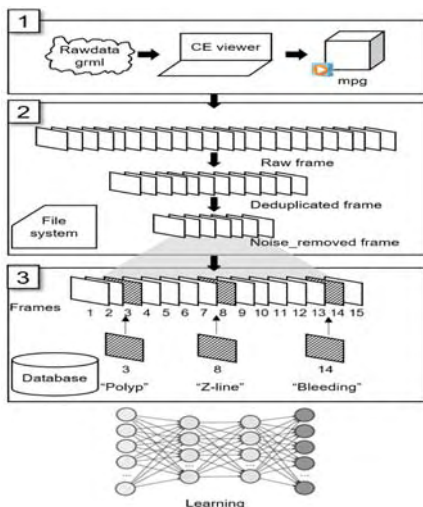 1
Rawdata
grml
CE viewer
mpg
2
Raw frame
Deduplicated frame
Noise_removed frame
File
system
3
Frames
1 2 3 4 5 6 7 8 9 10 11 12 13 14 15
Database
3 8 14
"Polyp" "Z-line" "Bleeding"
Learning